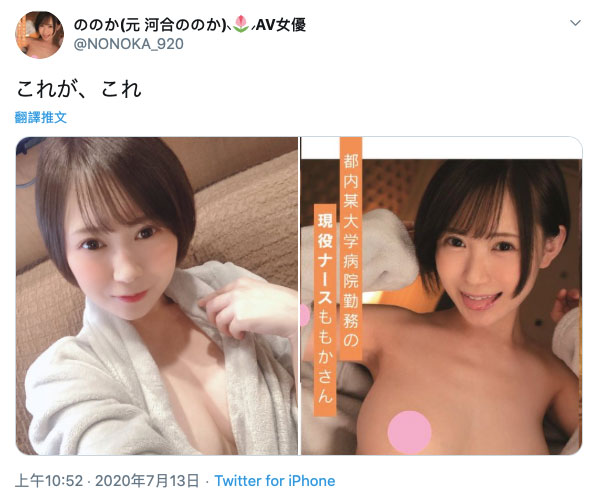 ののか(元 河合ののか)､🌷⸝AV女優
@NONOKA_920
これが、これ
翻譯推文
都内某大学病院勤務の
現役ナースももかさん
上午10:52 · 2020年7月13日 · Twitter for iPhone